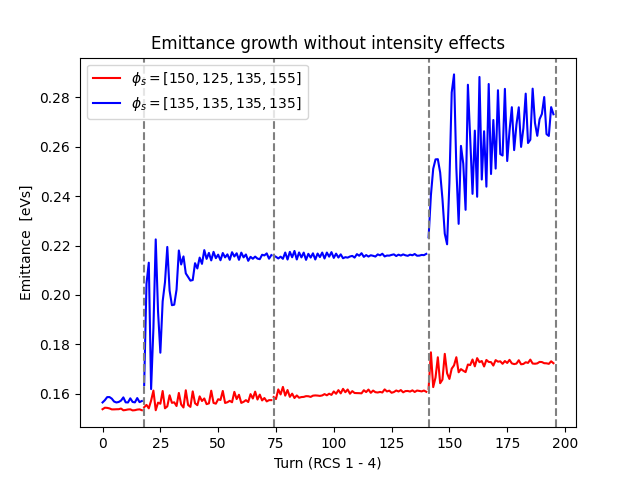 Emittance growth without intensity effects
ϕ_s = [150, 125, 135, 155]
ϕ_s = [135, 135, 135, 135]
Emittance [eVs]
0.28
0.26
0.24
0.22
0.20
0.18
0.16
0 25 50 75 100 125 150 175 200
Turn (RCS 1 - 4)